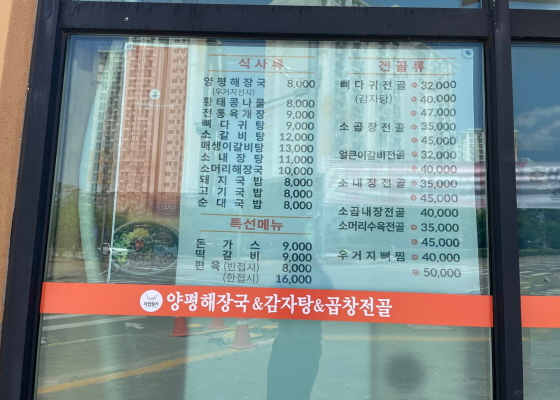 식사류
양평해장국 8,000
(우거지선지)
황태콩나물 8,000
전통육개장 9,000
뼈다귀탕 9,000
소갈비탕 12,000
매생이갈비탕 13,000
소내장탕 11,000
소머리해장국 10,000
돼지국밥 8,000
고기국밥 8,000
순대국밥 8,000
특선메뉴
돈가스 9,000
떡갈비 9,000
편육(반접시) 8,000
(한접시) 16,000
전골류
뼈다귀전골 32,000
(감자탕) 40,000
47,000
소곱창전골 35,000
45,000
얼큰이갈비전골 32,000
40,000
소내장전골 35,000
45,000
소곱내장전골 40,000
소머리수육전골 35,000
45,000
우거지뼈찜 40,000
50,000
양평해장국&감자탕&곱창전골